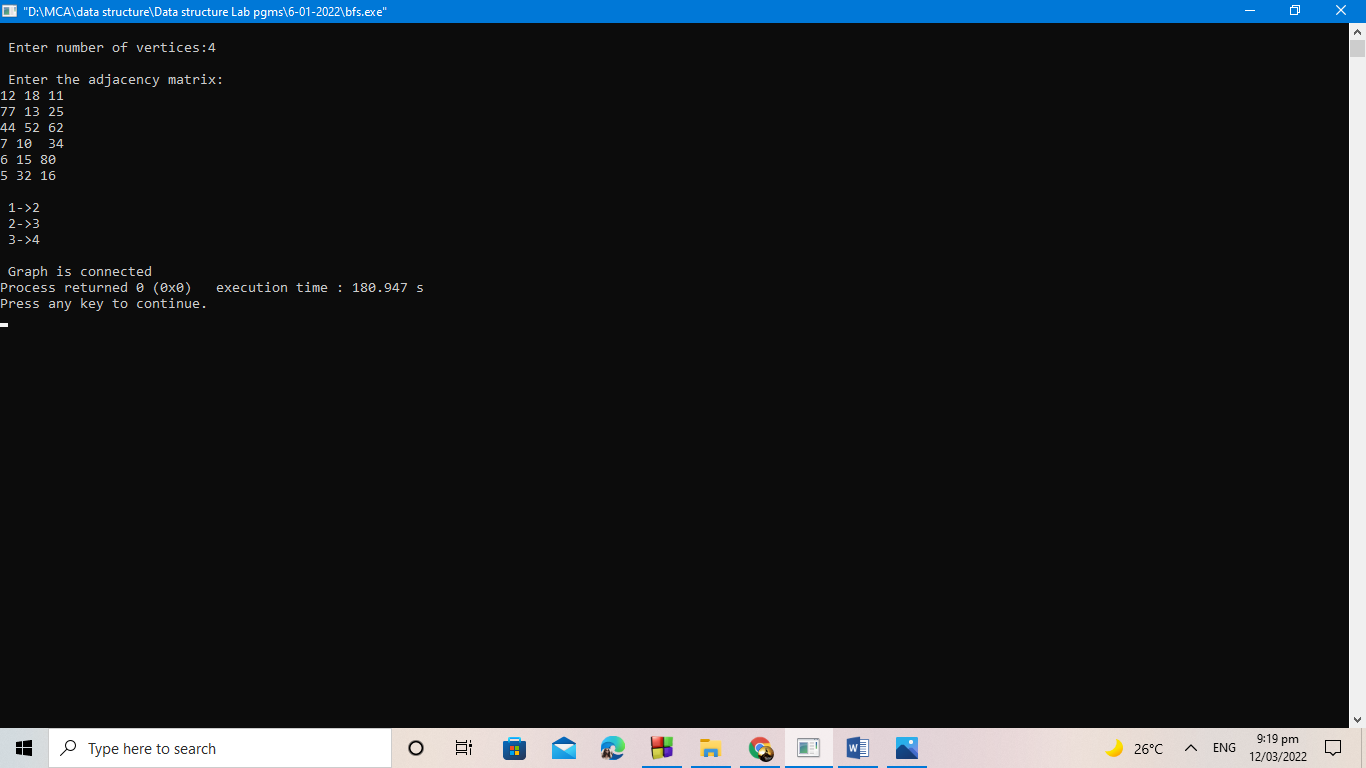 "D:\MCA\data structure\Data structure Lab pgms\6-01-2022\bfs.exe"
Enter number of vertices:4
Enter the adjacency matrix:
12 18 11
77 13 25
44 52 62
7 10  34
6 15 80
5 32 16
1->2
2->3
3->4
Graph is connected
Process returned 0 (0x0)   execution time : 180.947 s
Press any key to continue.
Type here to search
26°C
ENG
9:19 pm
12/03/2022